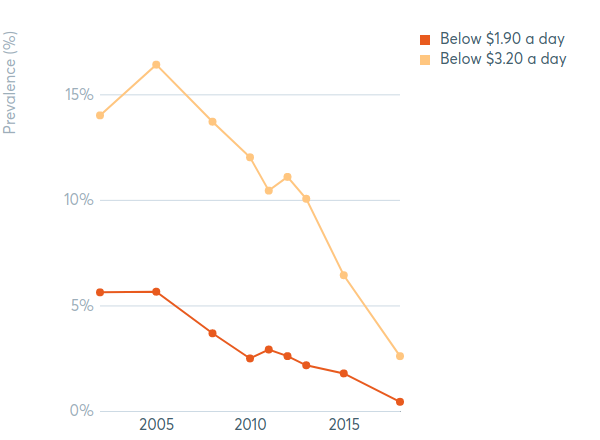 Prevalence (%)
Below $1.90 a day
Below $3.20 a day
15%
10%
5%
0%
2005 2010 2015